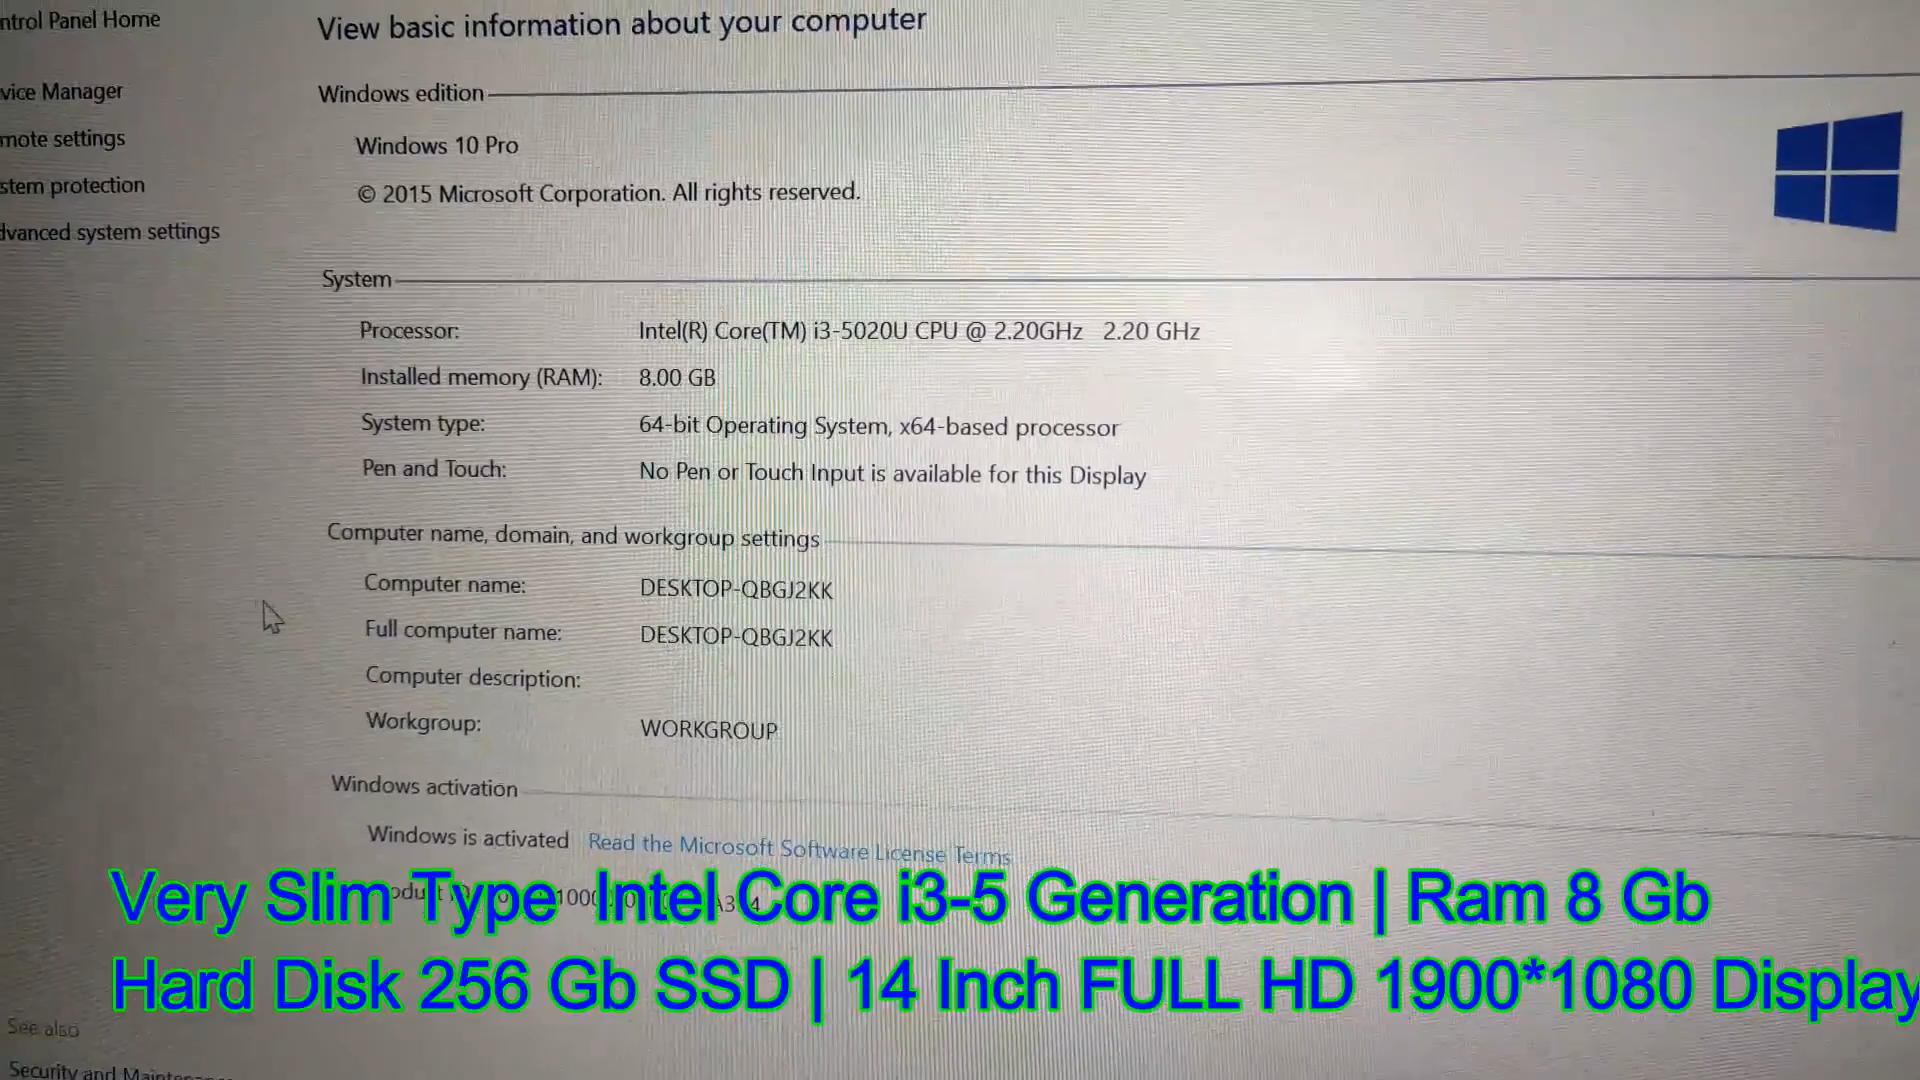 ntrol Panel Home
View basic information about your computer
vice Manager
mote settings
stem protection
dvanced system settings
Windows edition
Windows 10 Pro
© 2015 Microsoft Corporation. All rights reserved.
System
Processor: Intel(R) Core(TM) i3-5020U CPU @ 2.20GHz 2.20 GHz
Installed memory (RAM): 8.00 GB
System type: 64-bit Operating System, x64-based processor
Pen and Touch: No Pen or Touch Input is available for this Display
Computer name, domain, and workgroup settings
Computer name: DESKTOP-QBGJ2KK
Full computer name: DESKTOP-QBGJ2KK
Computer description:
Workgroup: WORKGROUP
Windows activation
Windows is activated Read the Microsoft Software License Terms
Very Slim Type Intel Core i3-5 Generation | Ram 8 Gb
Hard Disk 256 Gb SSD | 14 Inch FULL HD 1900*1080 Display
See also
Security and